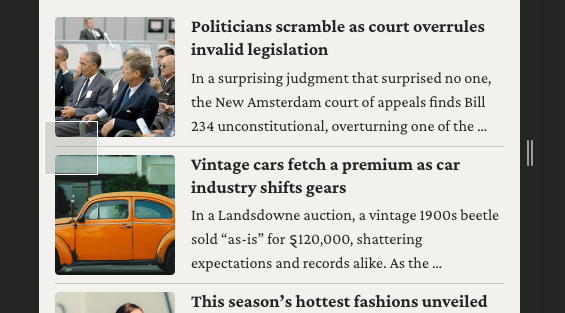 Politicians scramble as court overrules
invalid legislation
In a surprising judgment that surprised no one,
the New Amsterdam court of appeals finds Bill
234 unconstitutional, overturning one of the ...
Vintage cars fetch a premium as car
industry shifts gears
In a Landsdowne auction, a vintage 1900s beetle
sold “as-is” for $120,000, shattering
expectations and records alike. As the ...
This season’s hottest fashions unveiled